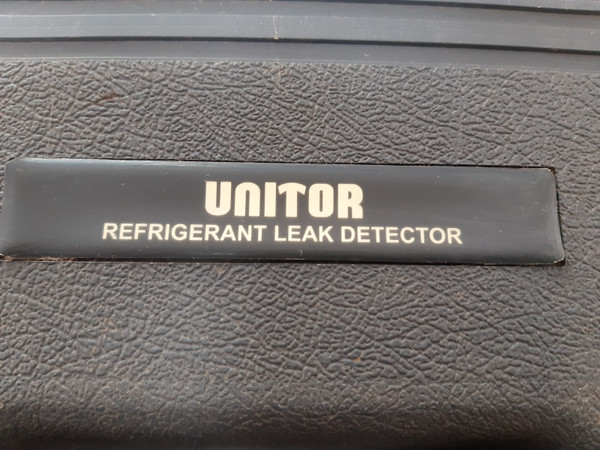 UNITOR
REFRIGERANT LEAK DETECTOR